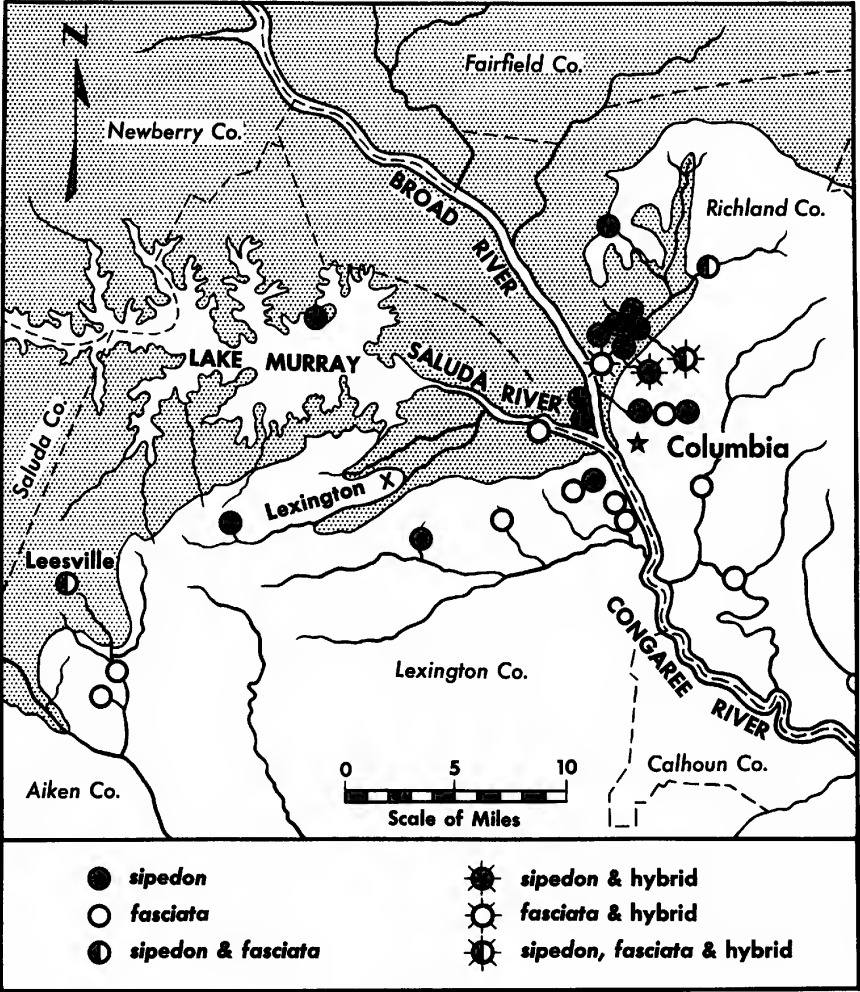 Z
Fairfield Co.
Newberry Co.
BROAD RIVER
Richland Co.
LAKE MURRAY
SALUDA RIVER
Saluda Co.
Columbia
Lexington X
Leesville
CONGAREE RIVER
Lexington Co.
Calhoun Co.
Aiken Co.
0 5 10
Scale of Miles
sipedon
fasciata
sipedon & fasciata
sipedon & hybrid
fasciata & hybrid
sipedon, fasciata & hybrid